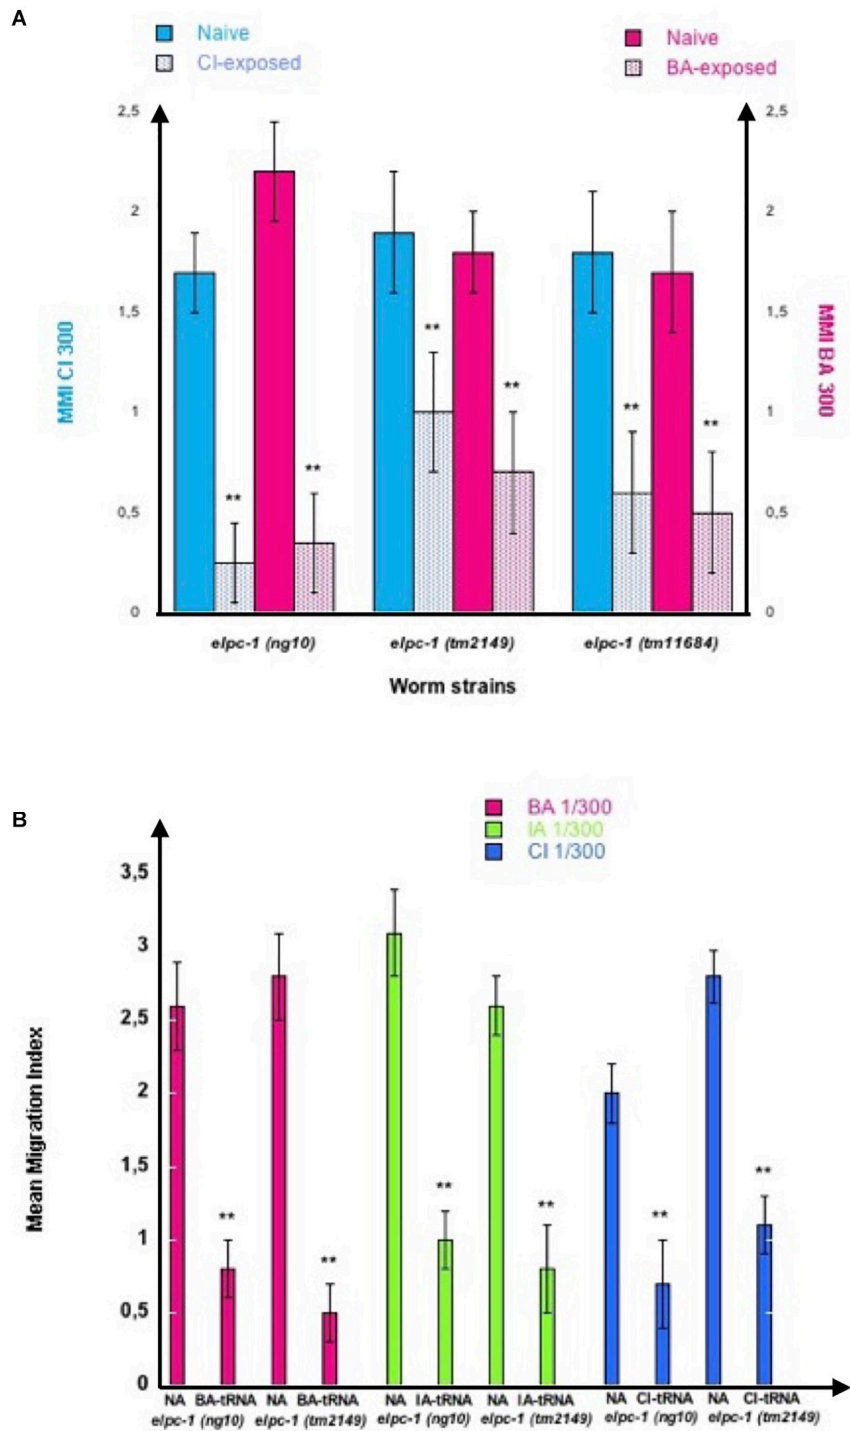 A
Naive
CI-exposed
Naive
BA-exposed
2,5
2
1,5
1
0,5
0
MMI CI 300
2,5
2
1,5
1
0,5
0
MMI BA 300
** ** ** ** ** **
elpc-1 (ng10) elpc-1 (tm2149) elpc-1 (tm11684)
Worm strains
B
BA 1/300
IA 1/300
CI 1/300
3,5
3
2,5
2
1,5
1
0,5
0
Mean Migration Index
** ** ** ** ** **
NA BA-tRNA NA BA-tRNA NA IA-tRNA NA IA-tRNA NA CI-tRNA NA CI-tRNA
elpc-1 (ng10) elpc-1 (tm2149) elpc-1 (ng10) elpc-1 (tm2149) elpc-1 (ng10) elpc-1 (tm2149)